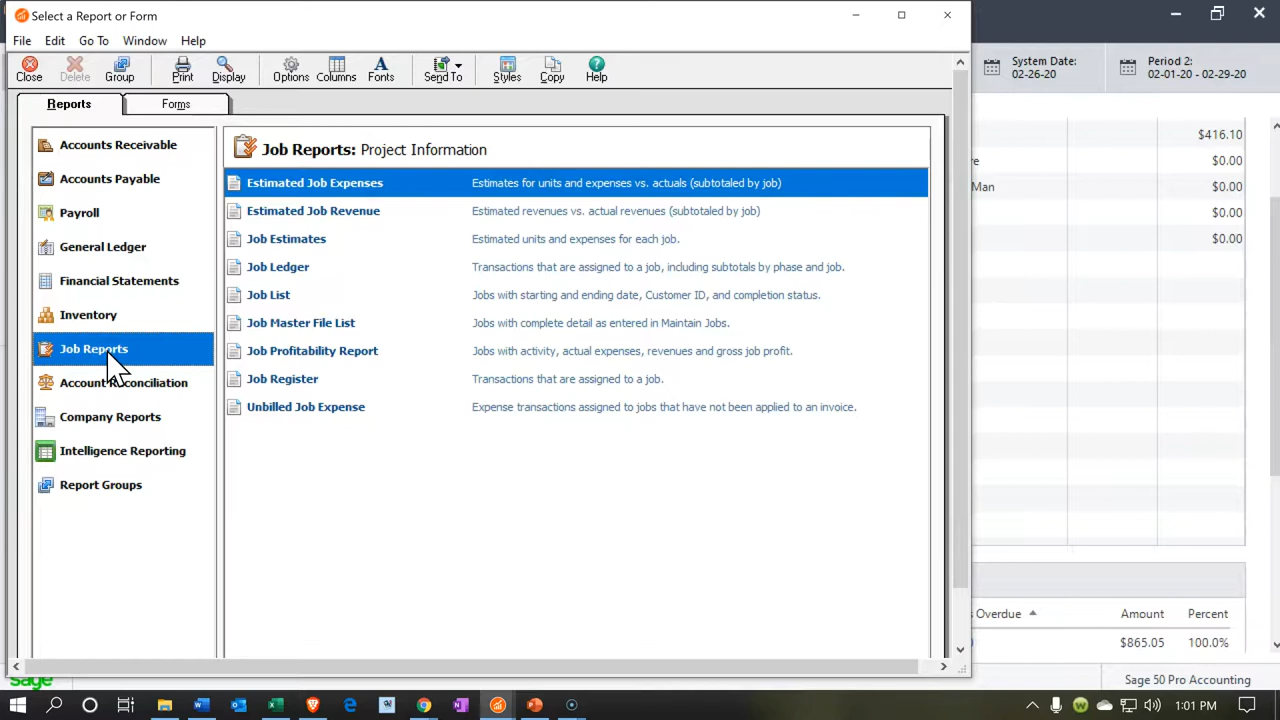 Select a Report or Form
File Edit Go To Window Help
Close Delete Group Print Display Options Columns Fonts Send To Styles Copy Help
Reports Forms
Accounts Receivable
Accounts Payable
Payroll
General Ledger
Financial Statements
Inventory
Job Reports
Account Reconciliation
Company Reports
Intelligence Reporting
Report Groups
Job Reports: Project Information
Estimated Job Expenses Estimates for units and expenses vs. actuals (subtotaled by job)
Estimated Job Revenue Estimated revenues vs. actual revenues (subtotaled by job)
Job Estimates Estimated units and expenses for each job.
Job Ledger Transactions that are assigned to a job, including subtotals by phase and job.
Job List Jobs with starting and ending date, Customer ID, and completion status.
Job Master File List Jobs with complete detail as entered in Maintain Jobs.
Job Profitability Report Jobs with activity, actual expenses, revenues and gross job profit.
Job Register Transactions that are assigned to a job.
Unbilled Job Expense Expense transactions assigned to jobs that have not been applied to an invoice.
System Date:
02-26-20
Period 2:
02-01-20 - 02-29-20
$416.10
re $0.00
Man $0.00
$0.00
$0.00
s Overdue Amount Percent
$865.05 100.0%
sage
Sage 50 Pro Accounting
1:01 PM